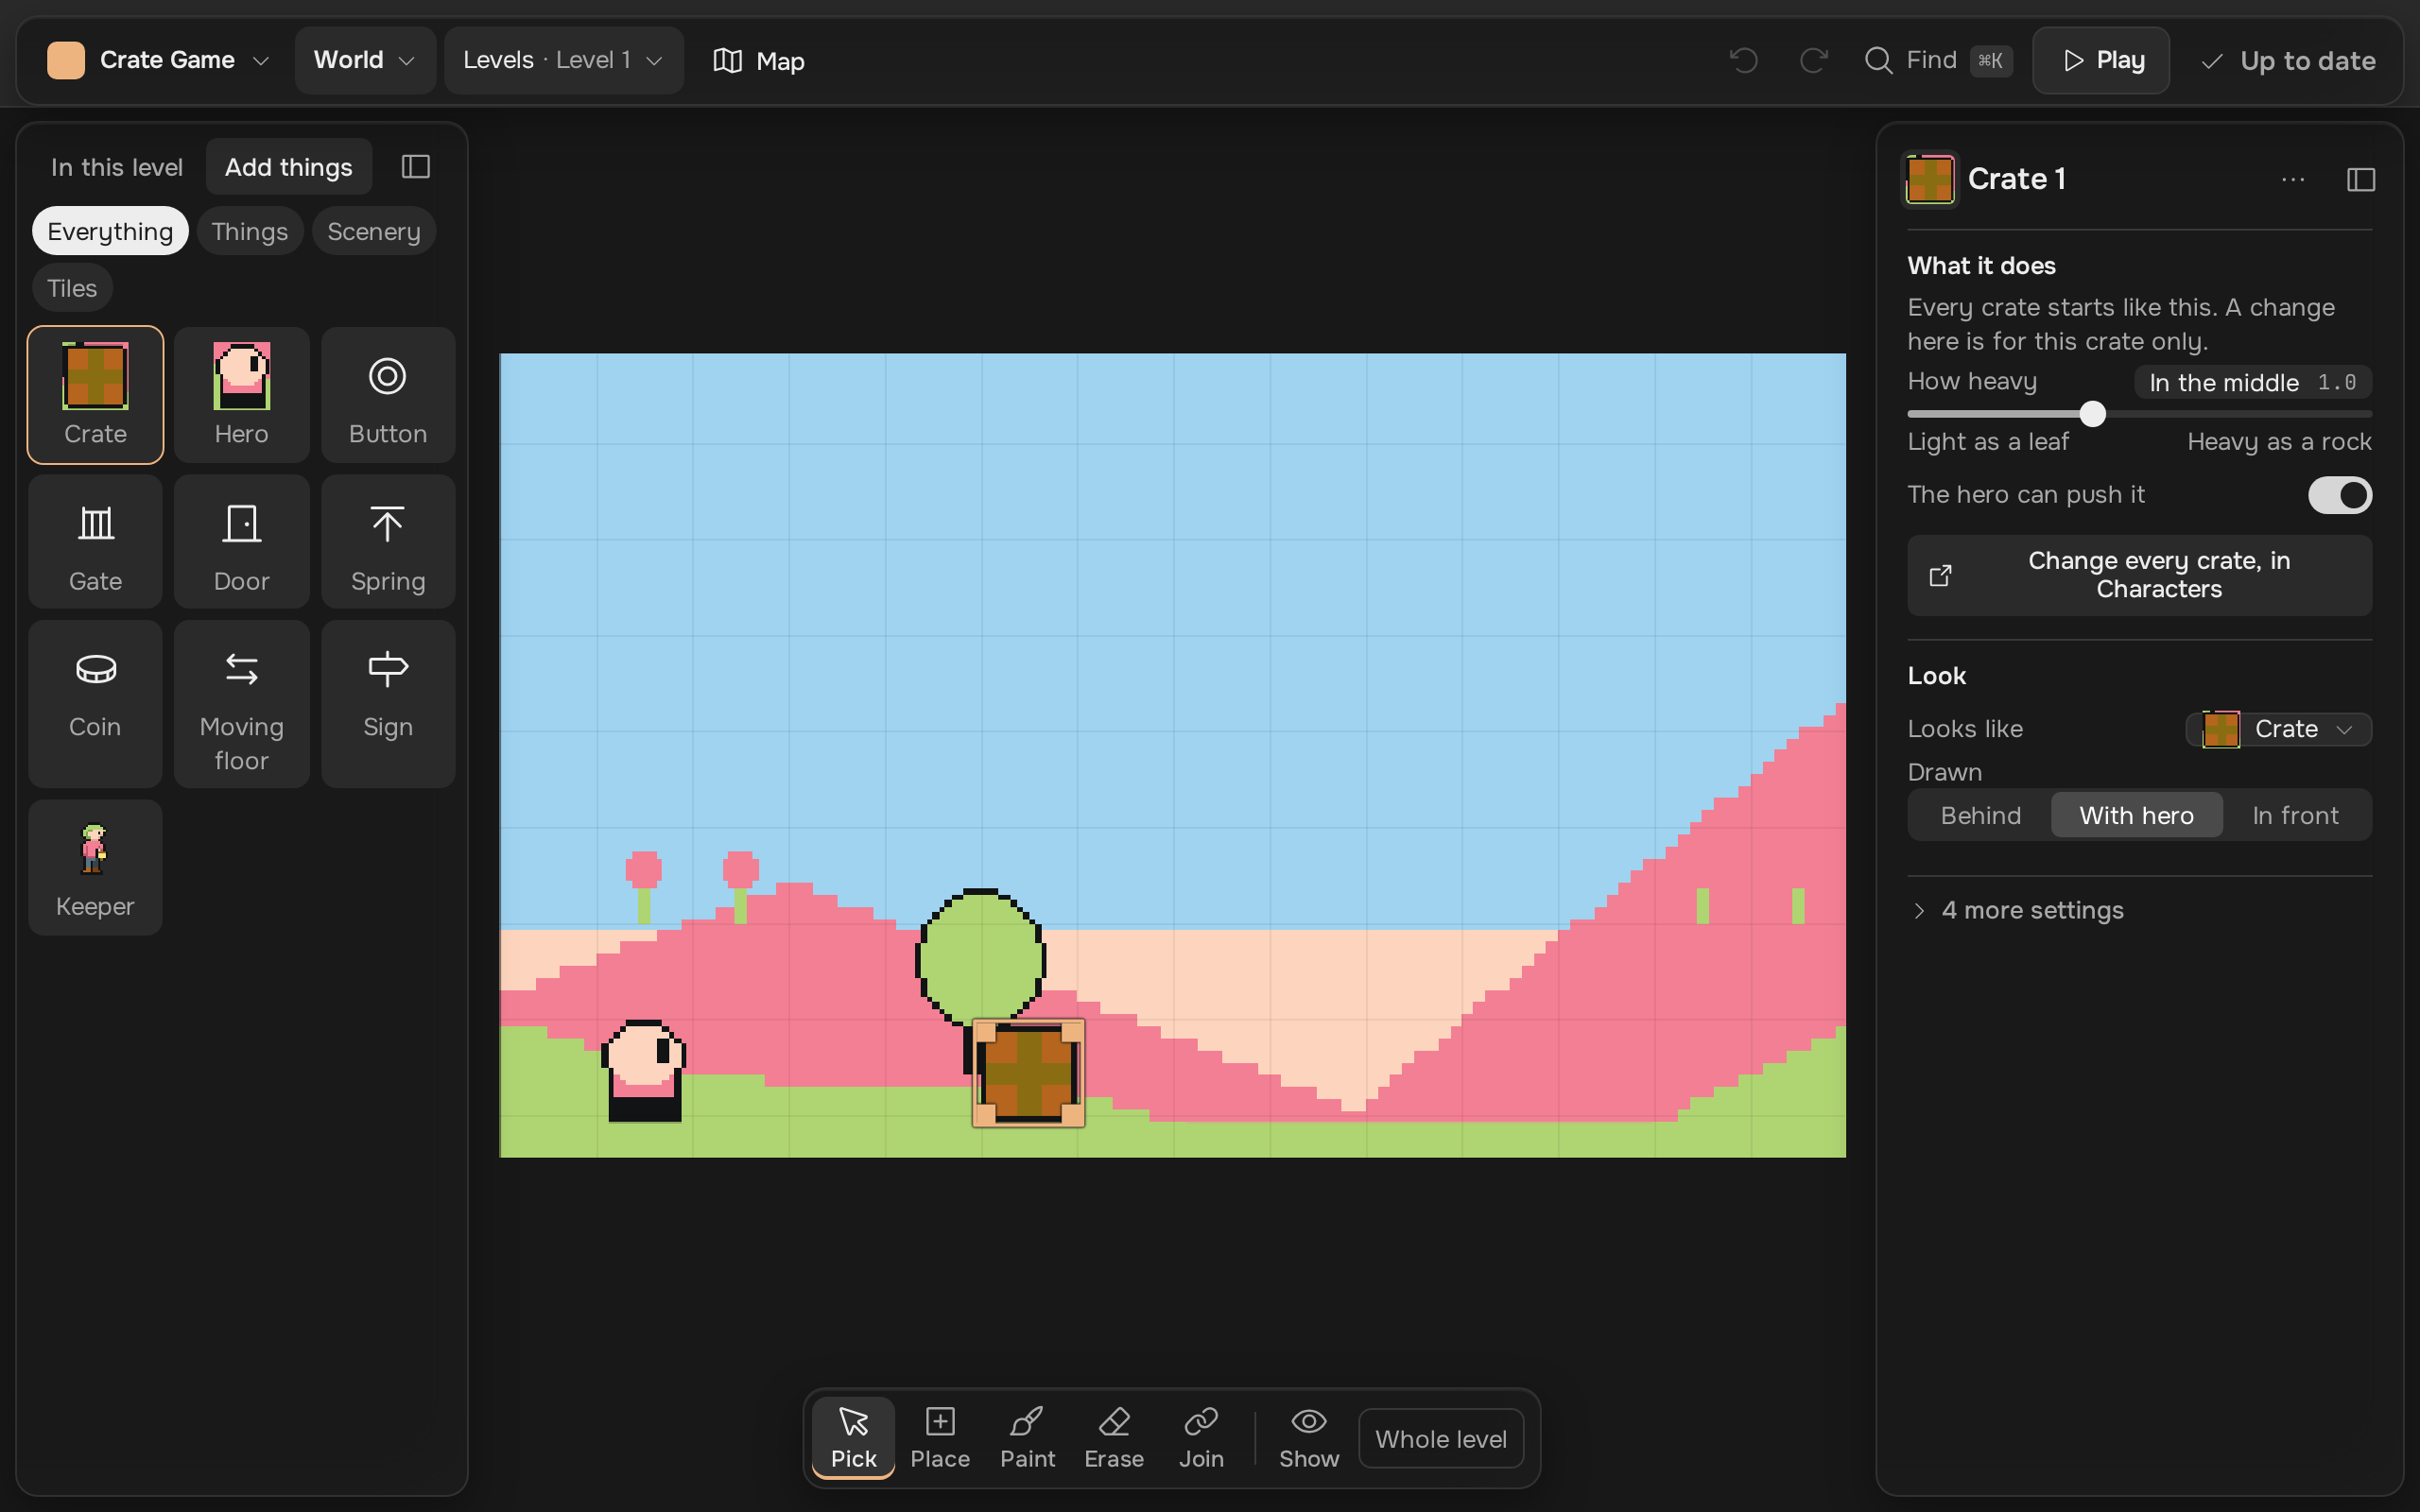 Crate Game
World
Levels · Level 1
Map
Find ⌘K
Play
Up to date
In this level
Add things
Everything
Things
Scenery
Tiles
Crate
Hero
Button
Gate
Door
Spring
Coin
Moving
floor
Sign
Keeper
Pick
Place
Paint
Erase
Join
Show
Whole level
Crate 1
What it does
Every crate starts like this. A change
here is for this crate only.
How heavy
In the middle 1.0
Light as a leaf
Heavy as a rock
The hero can push it
Change every crate, in
Characters
Look
Looks like
Crate
Drawn
Behind
With hero
In front
4 more settings